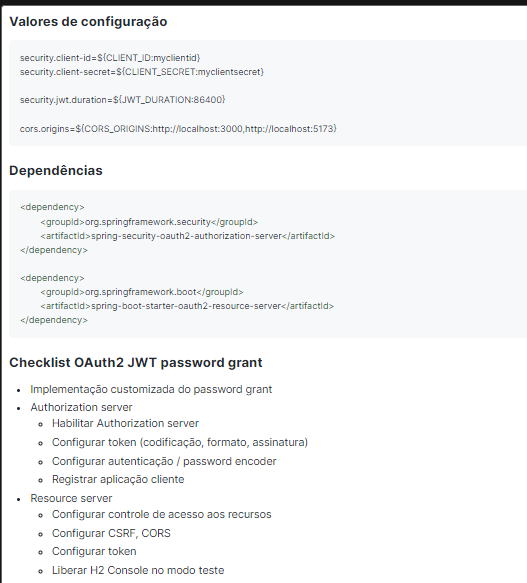 Valores de configuração
security.client-id=${CLIENT_ID:myclientid}
security.client-secret=${CLIENT_SECRET:myclientsecret}
security.jwt.duration=${JWT_DURATION:86400}
cors.origins=${CORS_ORIGINS:http://localhost:3000,http://localhost:5173}
Dependências
<dependency>
<groupId>org.springframework.security</groupId>
<artifactId>spring-security-oauth2-authorization-server</artifactId>
</dependency>
<dependency>
<groupId>org.springframework.boot</groupId>
<artifactId>spring-boot-starter-oauth2-resource-server</artifactId>
</dependency>
Checklist OAuth2 JWT password grant
• Implementação customizada do password grant
• Authorization server
◦ Habilitar Authorization server
◦ Configurar token (codificação, formato, assinatura)
◦ Configurar autenticação / password encoder
◦ Registrar aplicação cliente
• Resource server
◦ Configurar controle de acesso aos recursos
◦ Configurar CSRF, CORS
◦ Configurar token
◦ Liberar H2 Console no modo teste